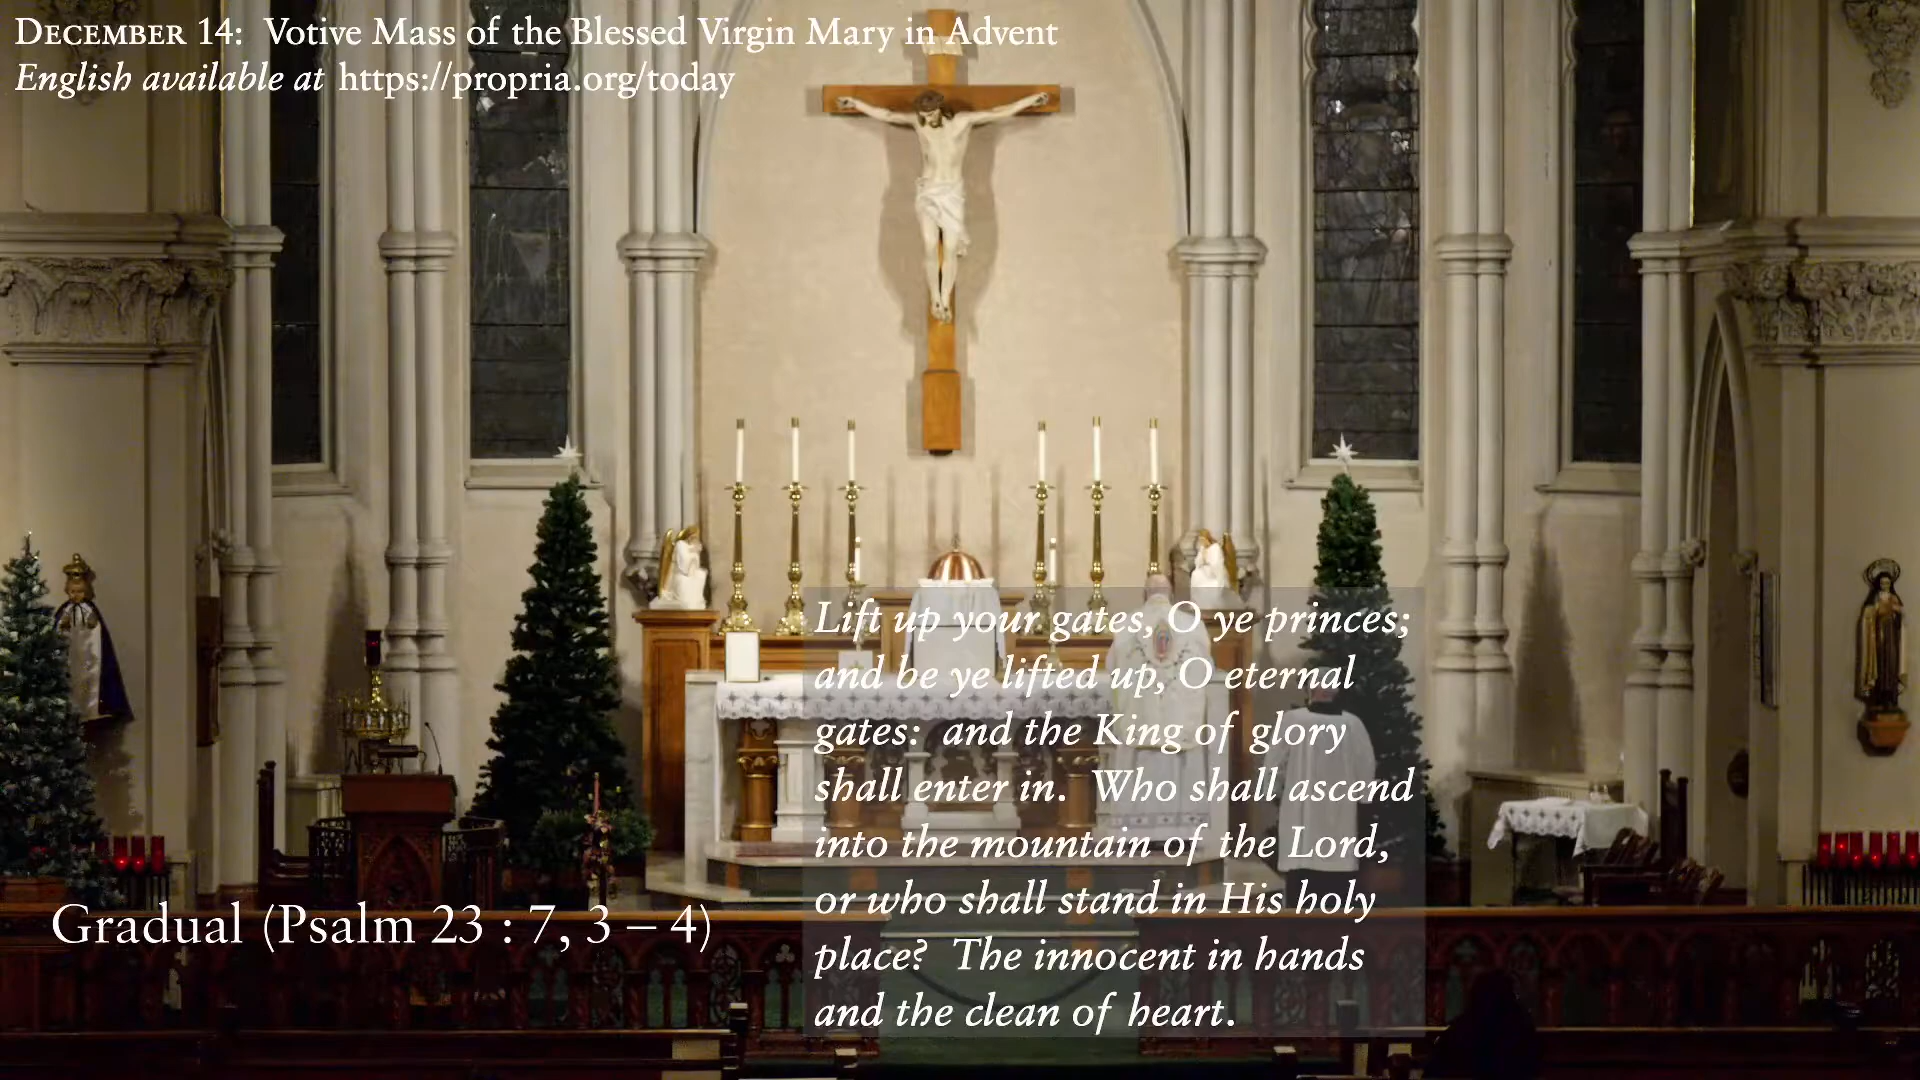 December 14: Votive Mass of the Blessed Virgin Mary in Advent
English available at https://propria.org/today
Lift up your gates, O ye princes;
and be ye lifted up, O eternal
gates: and the King of glory
shall enter in. Who shall ascend
into the mountain of the Lord,
or who shall stand in His holy
place? The innocent in hands
and the clean of heart.
Gradual (Psalm 23 : 7, 3 – 4)